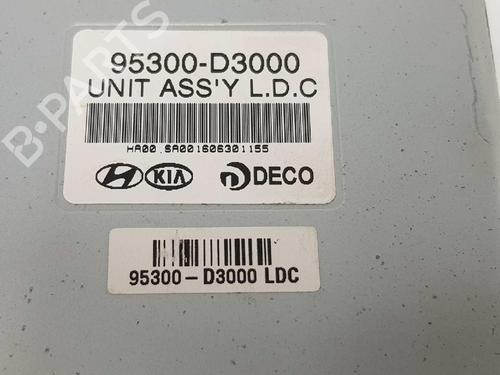 95300-D3000
UNIT ASS'Y L.D.C
HA00.SA001606301155
KIA DECO
95300-D3000 LDC
B-PARTS